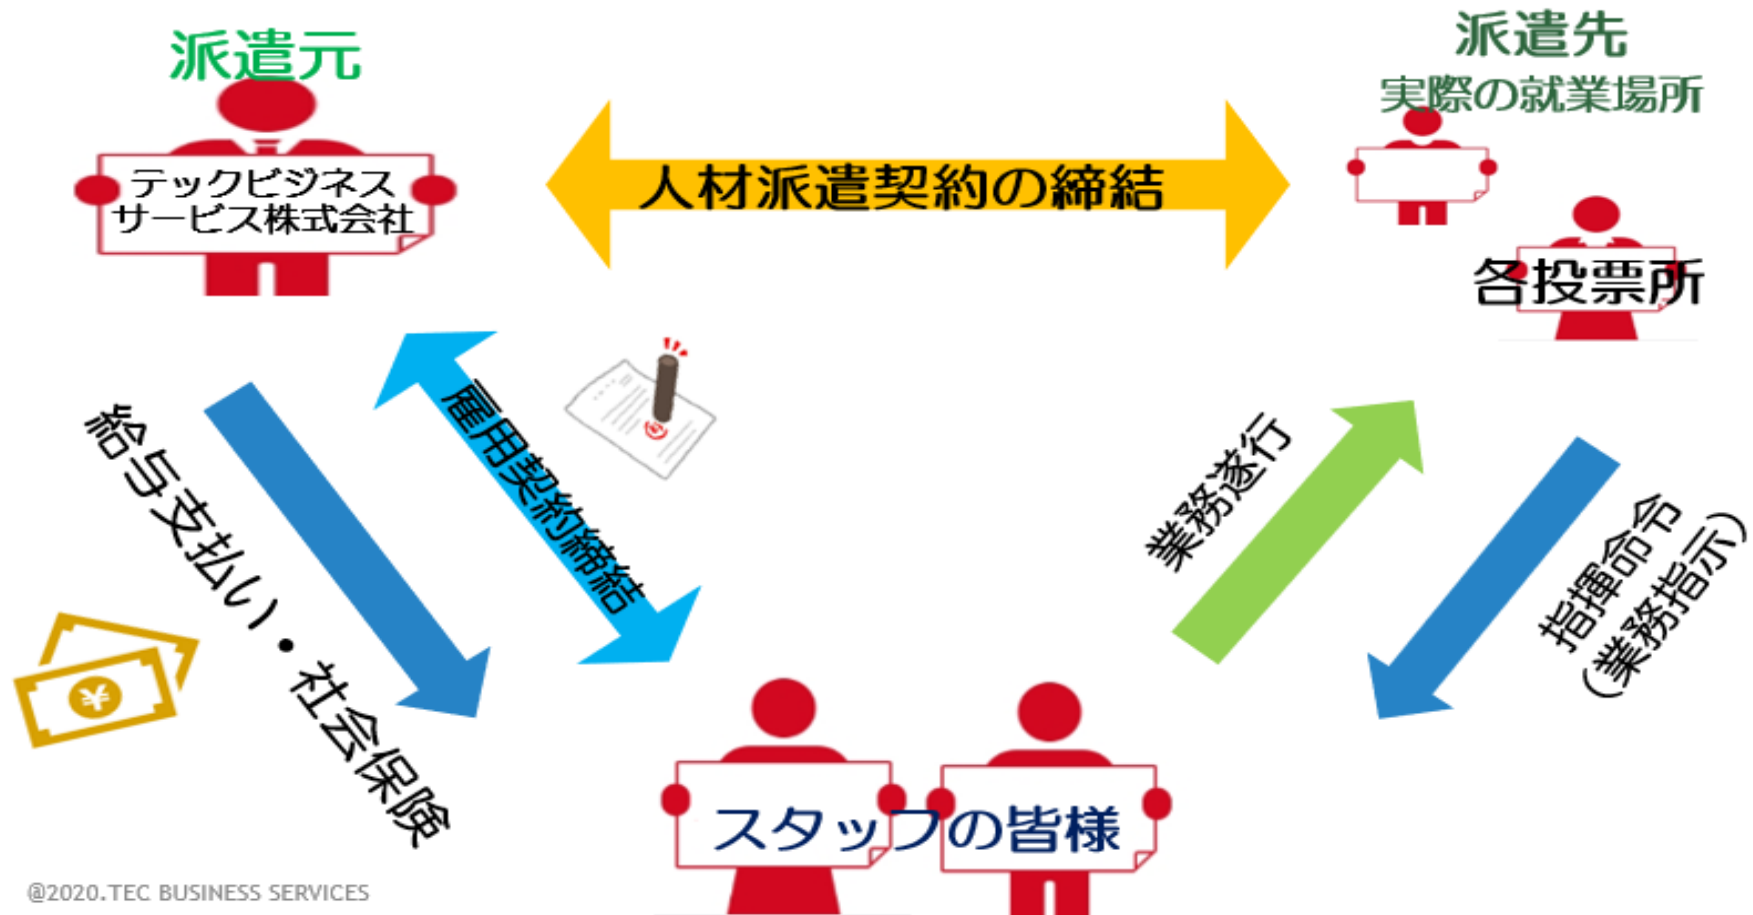 派遣元
テックビジネス
サービス株式会社
人材派遣契約の締結
派遣先
実際の就業場所
各投票所
雇用契約締結
給与支払い・社会保険
業務遂行
指揮命令
（業務指示）
¥
スタッフの皆様
@2020.TEC BUSINESS SERVICES